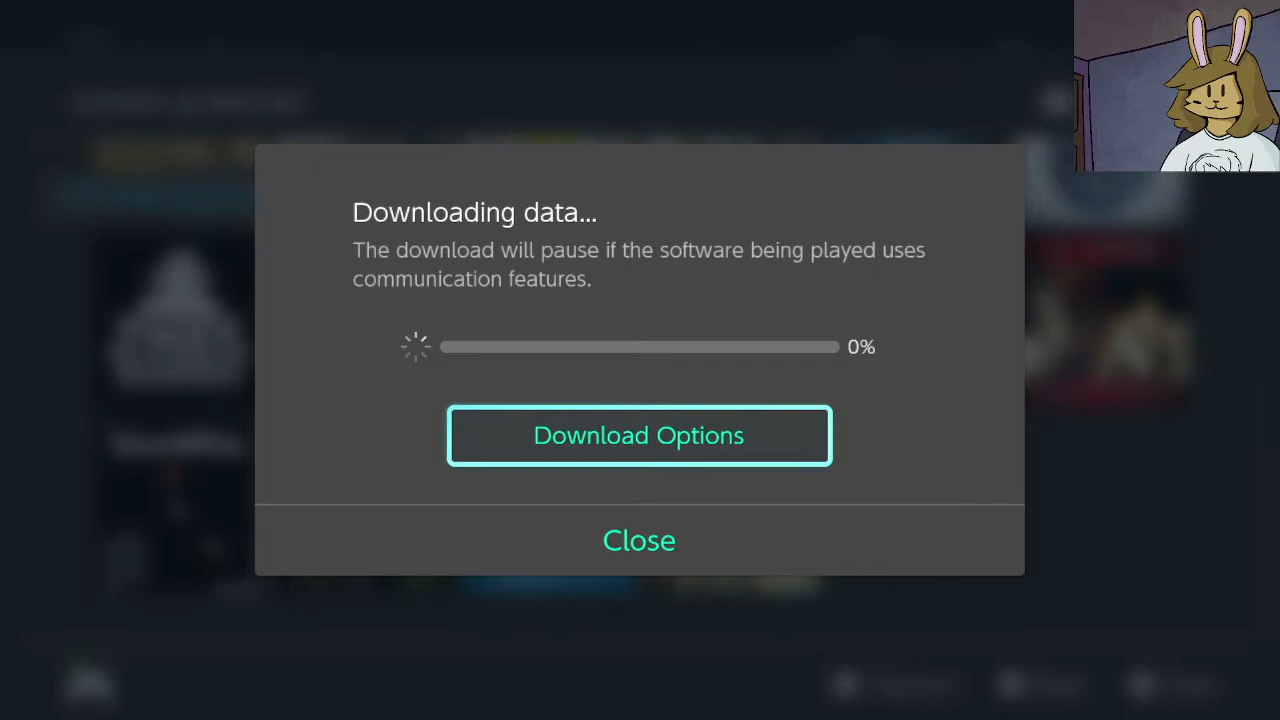 Downloading data...
The download will pause if the software being played uses
communication features.
0%
Download Options
Close